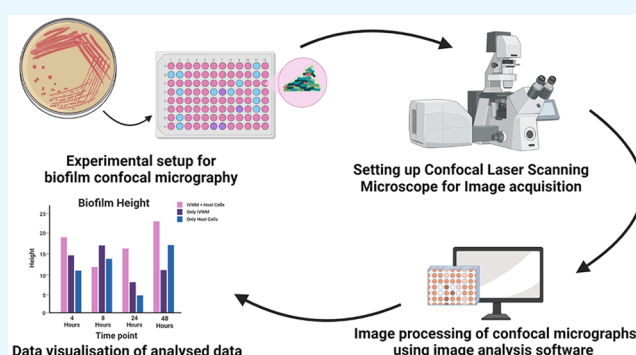 Experimental setup for
biofilm confocal micrography
Setting up Confocal Laser Scanning
Microscope for Image acquisition
Biofilm Height
IVWM + Host Cells
Only IVWM
Only Host Cells
Height
25
20
15
10
5
0
4
Hours
8
Hours
24
Hours
48
Hours
Time point
Data visualisation of analysed data
Image processing of confocal micrographs
using image analysis software